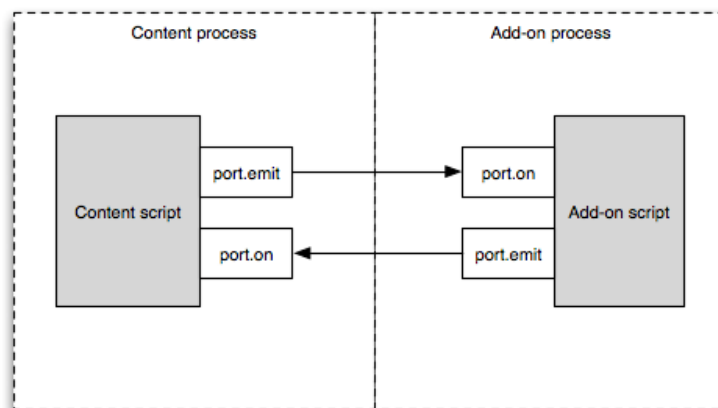 Content process
Add-on process
port.emit
port.on
Content script
Add-on script
port.on
port.emit